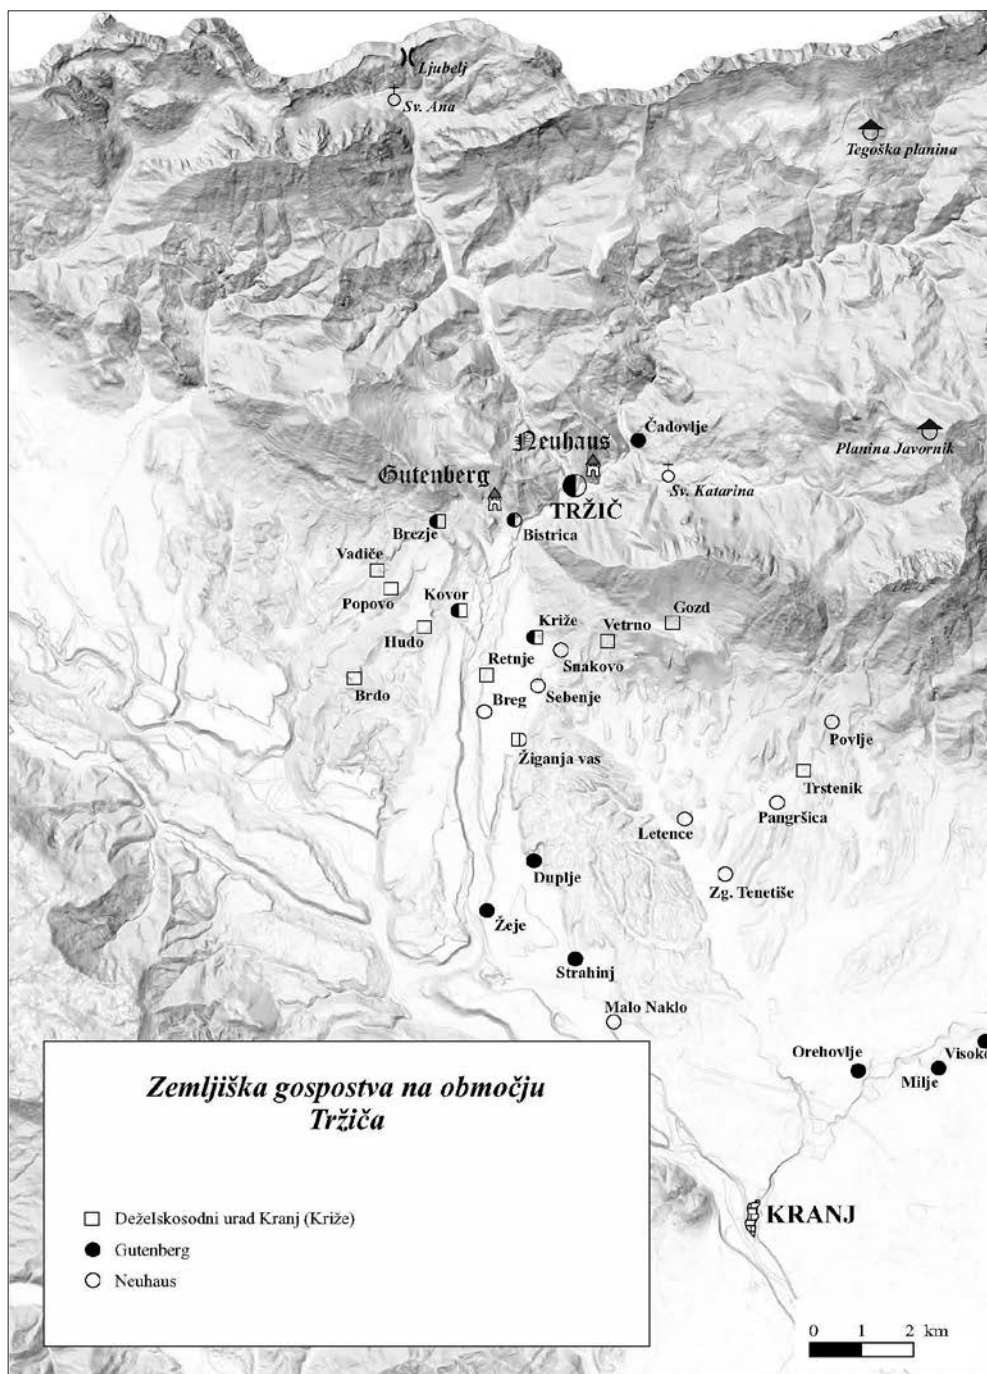 Ljubelj
Sv. Ana
Tegoška planina
Neuhaus
Čadovlje
Planina Javornik
Gutenberg
Sv. Katarina
TRŽIČ
Brezje
Bistrica
Vadiče
Popovo
Kovor
Gozd
Križe
Vetrno
Hudo
Snakovo
Retnje
Brdo
Sebenje
Breg
Povlje
Žiganja vas
Trstenik
Pangršica
Letence
Duplje
Zg. Tenetiše
Žeje
Strahinj
Malo Naklo
Orehovlje
Visoko
Milje
Zemljiška gospostva na območju
Tržiča
Deželskosodni urad Kranj (Križe)
Gutenberg
Neuhaus
KRANJ
0 1 2 km